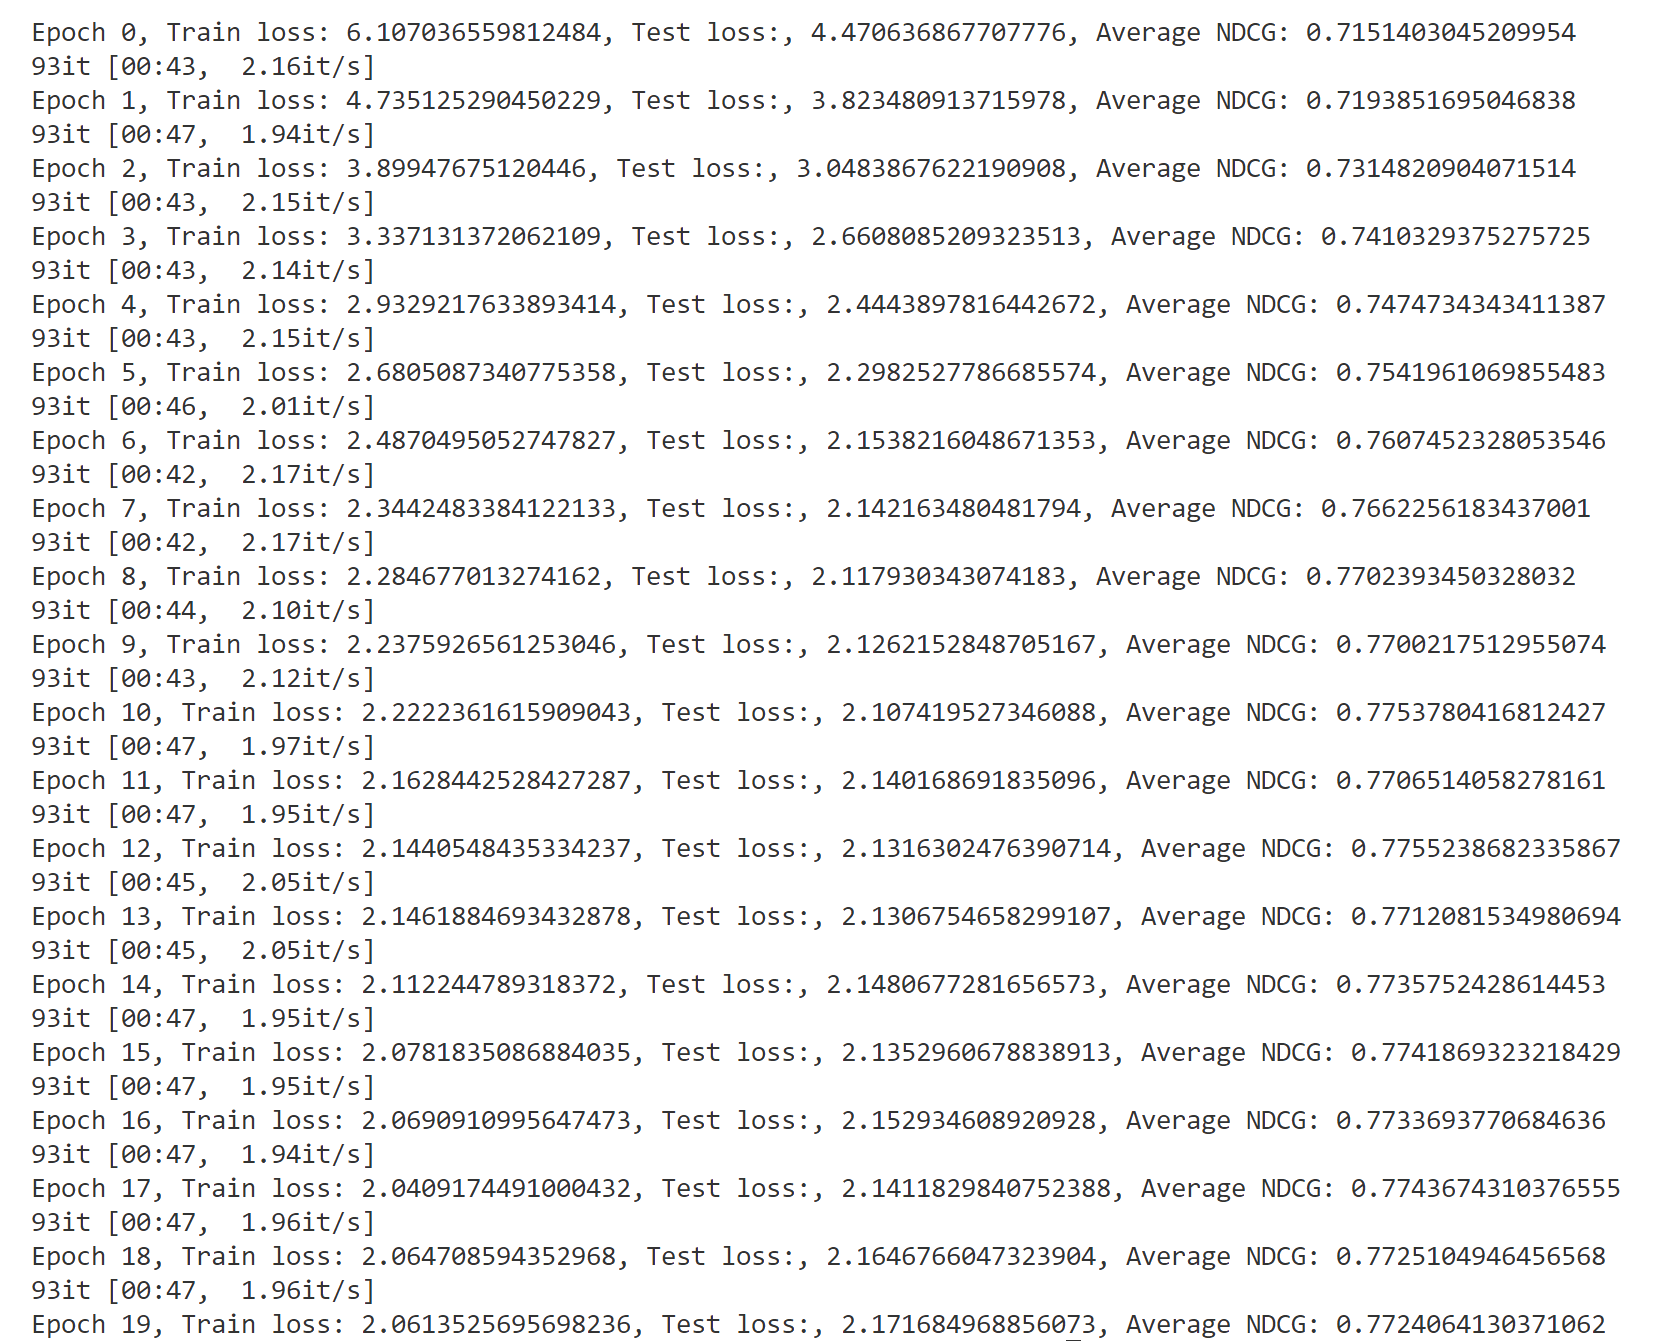 Epoch 0, Train loss: 6.107036559812484, Test loss:, 4.470636867707776, Average NDCG: 0.7151403045209954
93it [00:43,  2.16it/s]
Epoch 1, Train loss: 4.735125290450229, Test loss:, 3.823480913715978, Average NDCG: 0.7193851695046838
93it [00:47,  1.94it/s]
Epoch 2, Train loss: 3.89947675120446, Test loss:, 3.0483867622190908, Average NDCG: 0.7314820904071514
93it [00:43,  2.15it/s]
Epoch 3, Train loss: 3.337131372062109, Test loss:, 2.6608085209323513, Average NDCG: 0.7410329375275725
93it [00:43,  2.14it/s]
Epoch 4, Train loss: 2.9329217633893414, Test loss:, 2.4443897816442672, Average NDCG: 0.7474734343411387
93it [00:43,  2.15it/s]
Epoch 5, Train loss: 2.6805087340775358, Test loss:, 2.2982527786685574, Average NDCG: 0.7541961069855483
93it [00:46,  2.01it/s]
Epoch 6, Train loss: 2.4870495052747827, Test loss:, 2.1538216048671353, Average NDCG: 0.7607452328053546
93it [00:42,  2.17it/s]
Epoch 7, Train loss: 2.3442483384122133, Test loss:, 2.142163480481794, Average NDCG: 0.7662256183437001
93it [00:42,  2.17it/s]
Epoch 8, Train loss: 2.284677013274162, Test loss:, 2.117930343074183, Average NDCG: 0.7702393450328032
93it [00:44,  2.10it/s]
Epoch 9, Train loss: 2.2375926561253046, Test loss:, 2.1262152848705167, Average NDCG: 0.7700217512955074
93it [00:43,  2.12it/s]
Epoch 10, Train loss: 2.2222361615909043, Test loss:, 2.107419527346088, Average NDCG: 0.7753780416812427
93it [00:47,  1.97it/s]
Epoch 11, Train loss: 2.1628442528427287, Test loss:, 2.140168691835096, Average NDCG: 0.7706514058278161
93it [00:47,  1.95it/s]
Epoch 12, Train loss: 2.1440548435334237, Test loss:, 2.1316302476390714, Average NDCG: 0.7755238682335867
93it [00:45,  2.05it/s]
Epoch 13, Train loss: 2.1461884693432878, Test loss:, 2.1306754658299107, Average NDCG: 0.7712081534980694
93it [00:45,  2.05it/s]
Epoch 14, Train loss: 2.112244789318372, Test loss:, 2.1480677281656573, Average NDCG: 0.7735752428614453
93it [00:47,  1.95it/s]
Epoch 15, Train loss: 2.0781835086884035, Test loss:, 2.1352960678838913, Average NDCG: 0.7741869323218429
93it [00:47,  1.95it/s]
Epoch 16, Train loss: 2.0690910995647473, Test loss:, 2.152934608920928, Average NDCG: 0.7733693770684636
93it [00:47,  1.94it/s]
Epoch 17, Train loss: 2.0409174491000432, Test loss:, 2.1411829840752388, Average NDCG: 0.7743674310376555
93it [00:47,  1.96it/s]
Epoch 18, Train loss: 2.064708594352968, Test loss:, 2.1646766047323904, Average NDCG: 0.7725104946456568
93it [00:47,  1.96it/s]
Epoch 19, Train loss: 2.0613525695698236, Test loss:, 2.171684968856073, Average NDCG: 0.7724064130371062